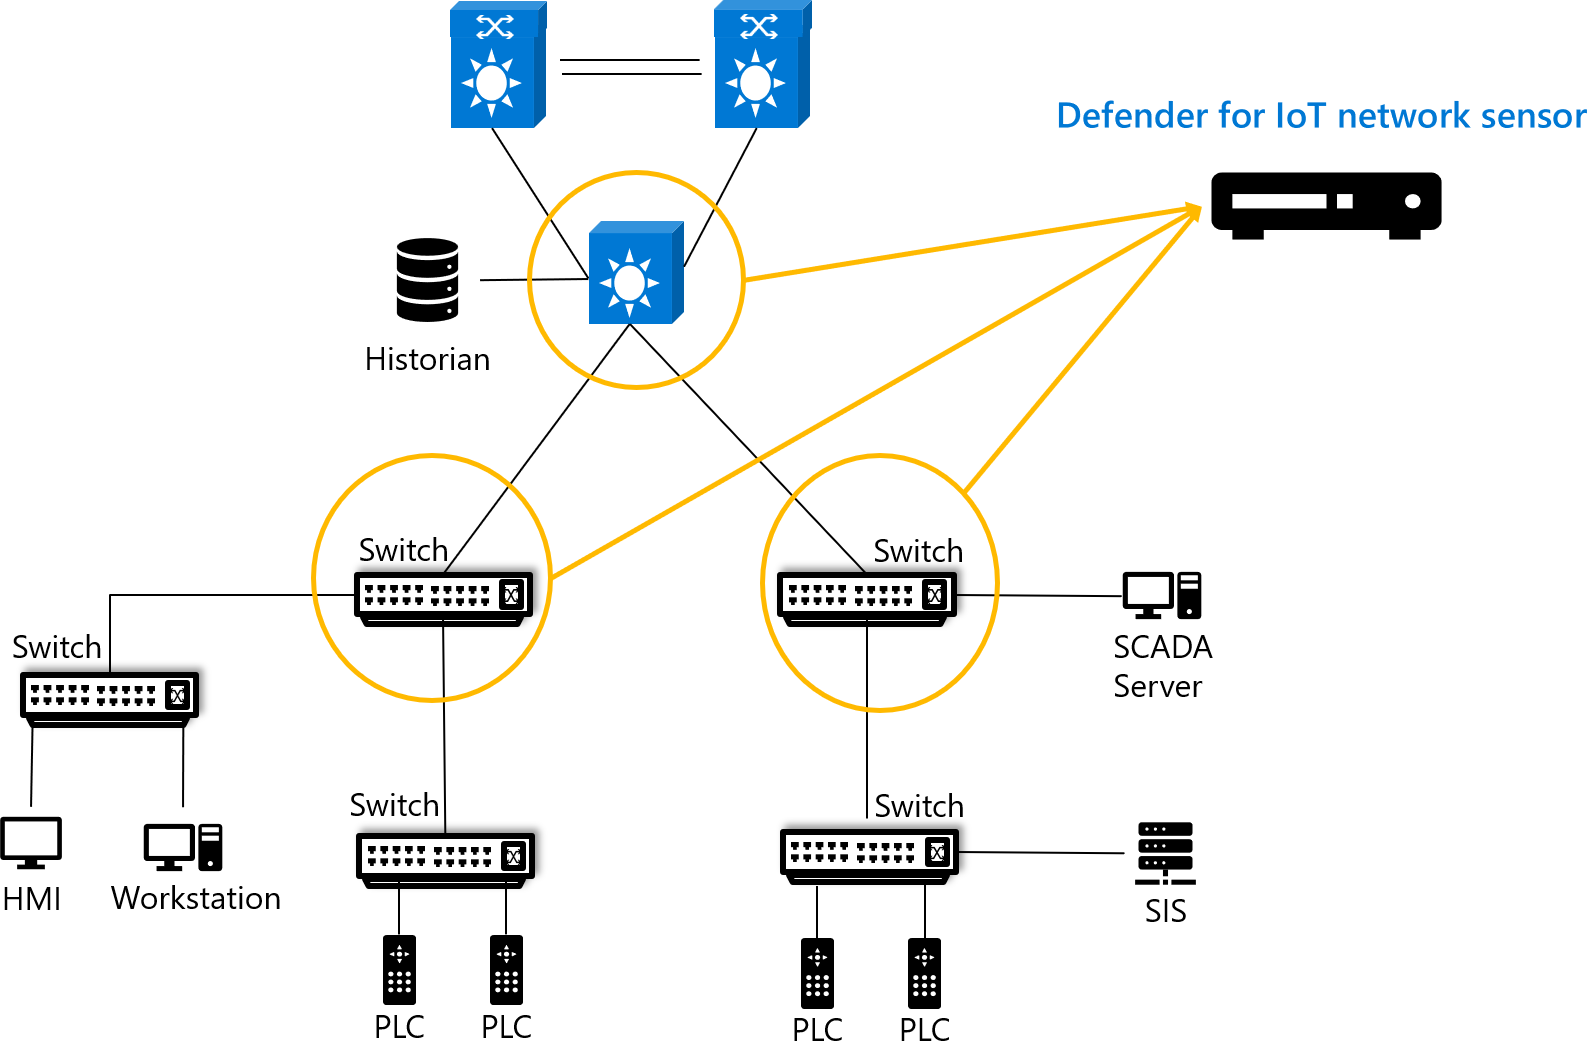 Defender for IoT network sensor
Historian
Switch
Switch
Switch
SCADA
Server
Switch
Switch
HMI
Workstation
SIS
PLC
PLC
PLC
PLC